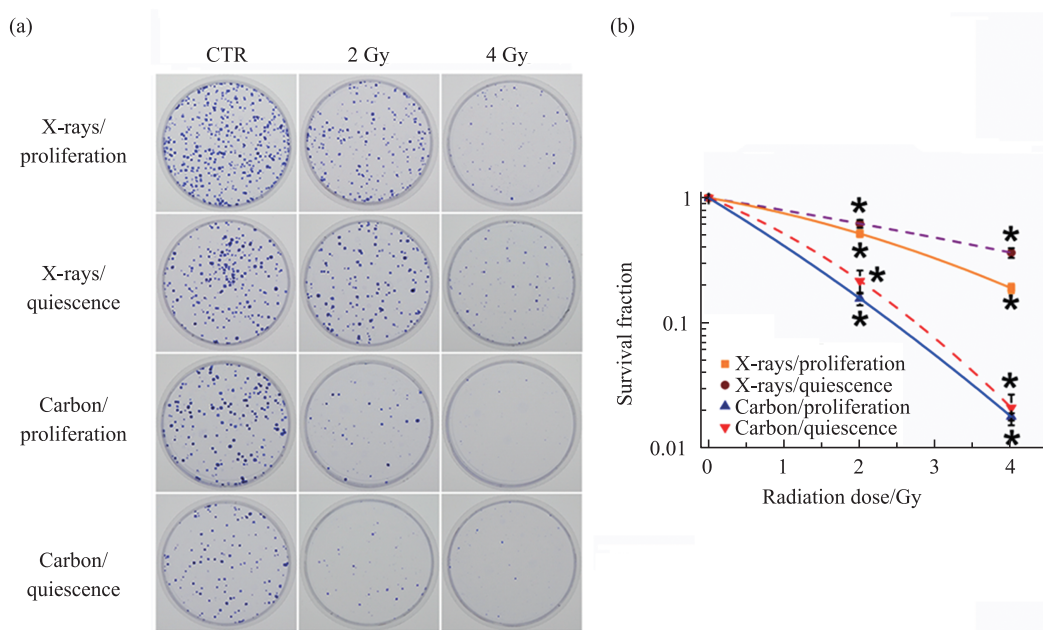 (a)
CTR
2 Gy
4 Gy
X-rays/
proliferation
X-rays/
quiescence
Carbon/
proliferation
Carbon/
quiescence
(b)
1
*
*
*
*
*
*
*
*
0.1
0.01
Survival fraction
X-rays/proliferation
X-rays/quiescence
Carbon/proliferation
Carbon/quiescence
0
1
2
3
4
Radiation dose/Gy